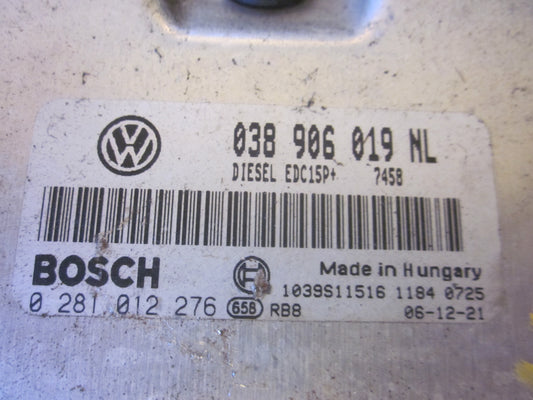 038 906 019 NL
DIESEL EDC15P+ 7458
BOSCH
Made in Hungary
1039S11516 1184 0725
0 281 012 276 658 RB8 06-12-21